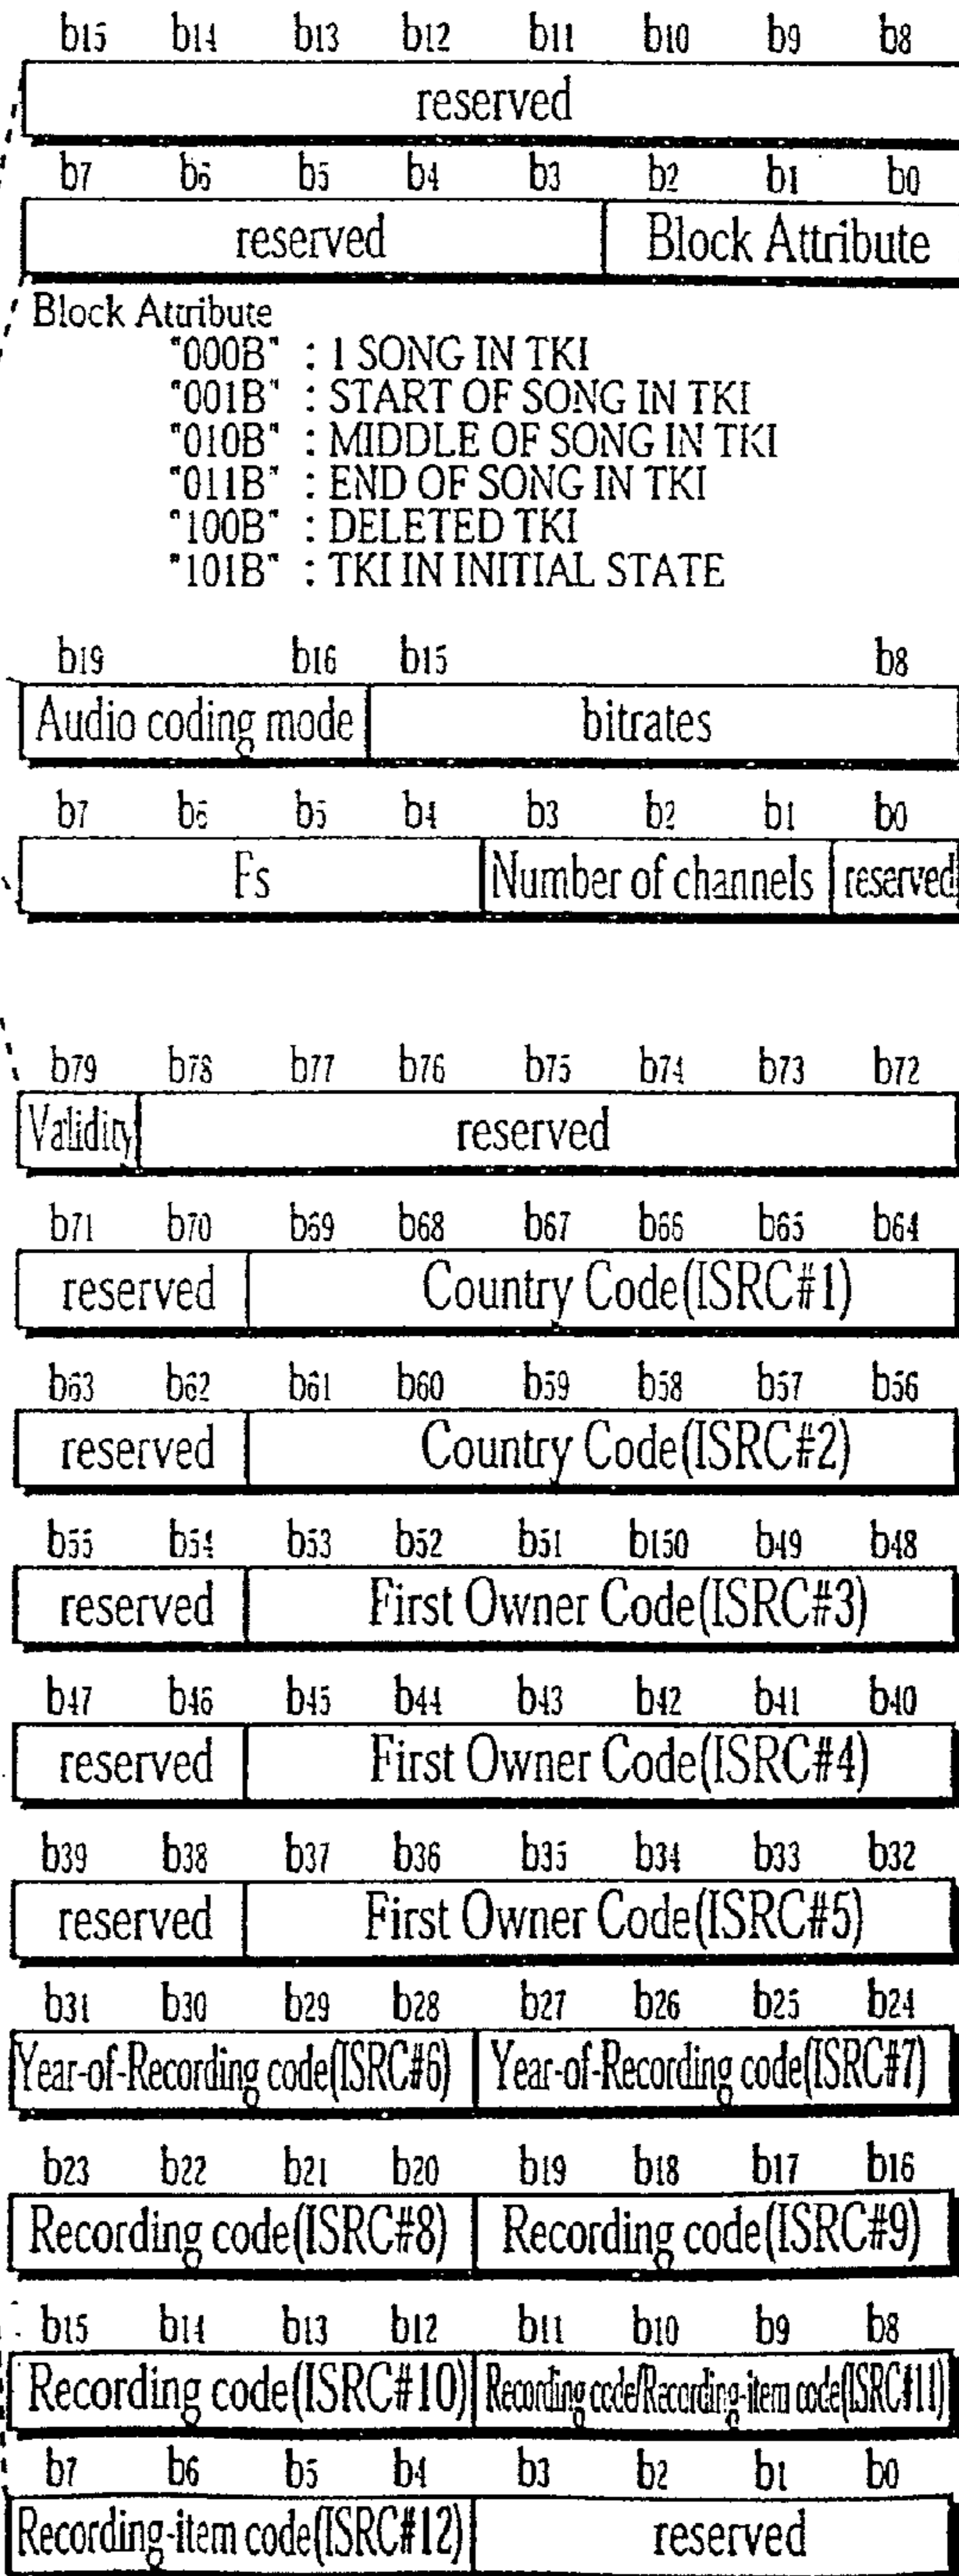 b15 b14 b13 b12 b11 b10 b9 b8
reserved
b7 b6 b5 b4 b3 b2 b1 b0
reserved Block Attribute
Block Attribute
"000B" : 1 SONG IN TKI
"001B" : START OF SONG IN TKI
"010B" : MIDDLE OF SONG IN TKI
"011B" : END OF SONG IN TKI
"100B" : DELETED TKI
"101B" : TKI IN INITIAL STATE
b19 b16 b15 b8
Audio coding mode bitrates
b7 b6 b5 b4 b3 b2 b1 b0
Fs Number of channels reserved
b79 b78 b77 b76 b75 b74 b73 b72
Validity reserved
b71 b70 b69 b68 b67 b66 b65 b64
reserved Country Code(ISRC#1)
b63 b62 b61 b60 b59 b58 b57 b56
reserved Country Code(ISRC#2)
b55 b54 b53 b52 b51 b150 b49 b48
reserved First Owner Code(ISRC#3)
b47 b46 b45 b44 b43 b42 b41 b40
reserved First Owner Code(ISRC#4)
b39 b38 b37 b36 b35 b34 b33 b32
reserved First Owner Code(ISRC#5)
b31 b30 b29 b28 b27 b26 b25 b24
Year-of-Recording code(ISRC#6) Year-of-Recording code(ISRC#7)
b23 b22 b21 b20 b19 b18 b17 b16
Recording code(ISRC#8) Recording code(ISRC#9)
b15 b14 b13 b12 b11 b10 b9 b8
Recording code(ISRC#10) Recording code/Recording-item code(ISRC#11)
b7 b6 b5 b4 b3 b2 b1 b0
Recording-item code(ISRC#12) reserved